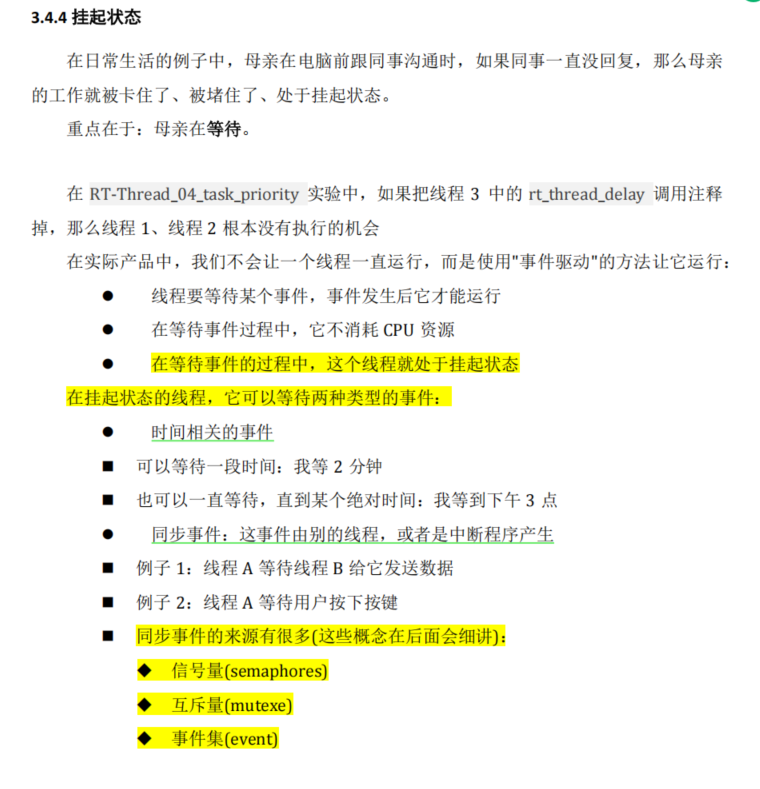 3.4.4 挂起状态
在日常生活的例子中，母亲在电脑前跟同事沟通时，如果同事一直没回复，那么母亲
的工作就被卡住了、被堵住了、处于挂起状态。
重点在于：母亲在等待。
在 RT-Thread_04_task_priority 实验中，如果把线程 3 中的 rt_thread_delay 调用注释
掉，那么线程 1、线程 2 根本没有执行的机会
在实际产品中，我们不会让一个线程一直运行，而是使用"事件驱动"的方法让它运行：
● 线程要等待某个事件，事件发生后它才能运行
● 在等待事件过程中，它不消耗 CPU 资源
● 在等待事件的过程中，这个线程就处于挂起状态
在挂起状态的线程，它可以等待两种类型的事件：
● 时间相关的事件
■ 可以等待一段时间：我等 2 分钟
■ 也可以一直等待，直到某个绝对时间：我等到下午 3 点
● 同步事件：这事件由别的线程，或者是中断程序产生
■ 例子 1：线程 A 等待线程 B 给它发送数据
■ 例子 2：线程 A 等待用户按下按键
■ 同步事件的来源有很多(这些概念在后面会细讲)：
◆ 信号量(semaphores)
◆ 互斥量(mutexe)
◆ 事件集(event)